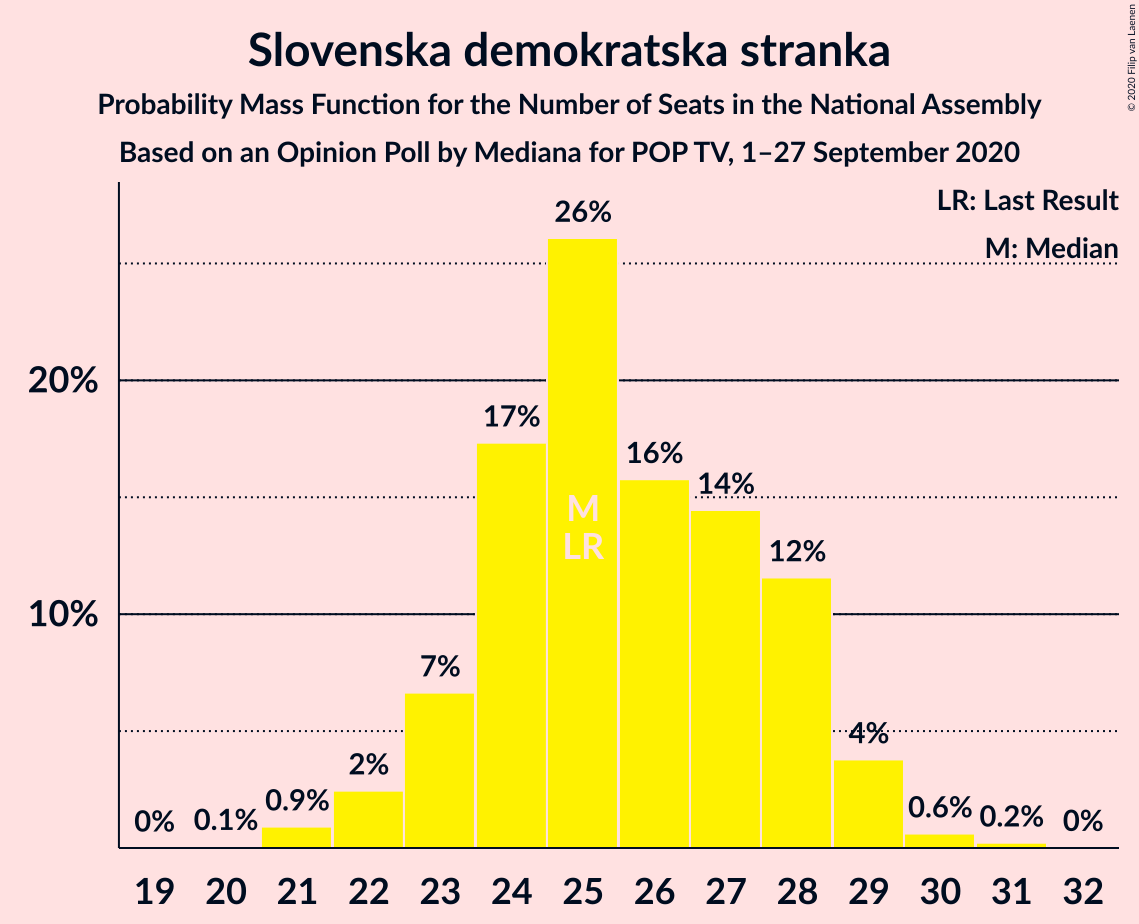 Slovenska demokratska stranka
Probability Mass Function for the Number of Seats in the National Assembly
Based on an Opinion Poll by Mediana for POP TV, 1–27 September 2020
© 2020 Filip van Laenen
LR: Last Result
M: Median
20%
10%
0%
0.1%
0.9%
2%
7%
17%
26%
16%
14%
12%
4%
0.6%
0.2%
0%
M
LR
19 20 21 22 23 24 25 26 27 28 29 30 31 32